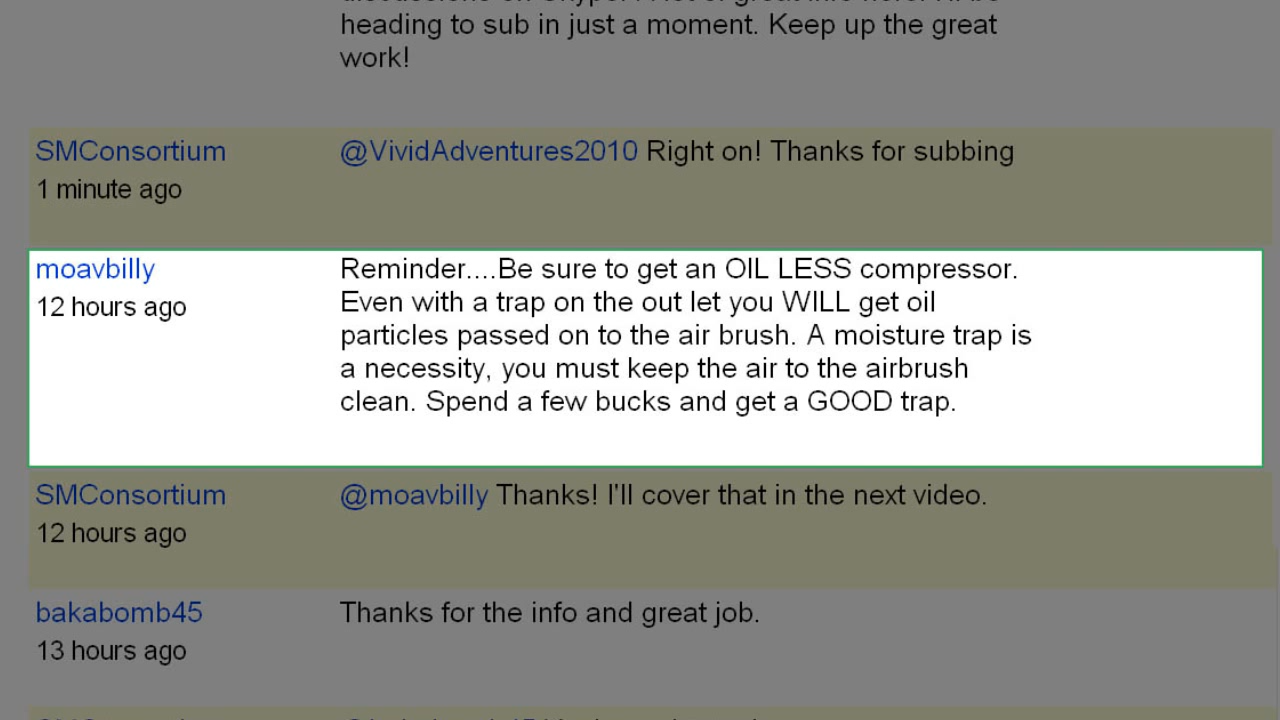 heading to sub in just a moment. Keep up the great
work!
SMConsortium
@VividAdventures2010 Right on! Thanks for subbing
1 minute ago
moavbilly
Reminder....Be sure to get an OIL LESS compressor.
12 hours ago
Even with a trap on the out let you WILL get oil
particles passed on to the air brush. A moisture trap is
a necessity, you must keep the air to the airbrush
clean. Spend a few bucks and get a GOOD trap.
SMConsortium
@moavbilly Thanks! I'll cover that in the next video.
12 hours ago
bakabomb45
Thanks for the info and great job.
13 hours ago